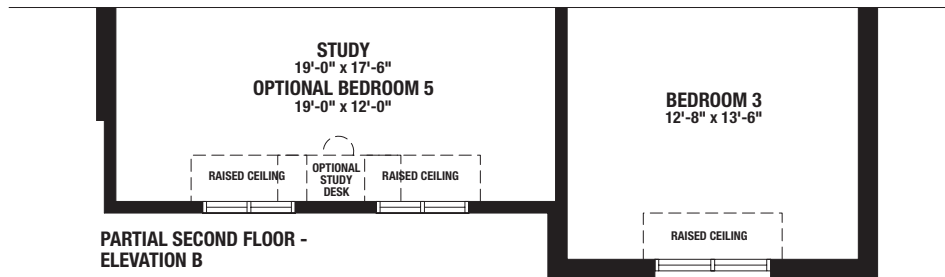 STUDY
19'-0" x 17'-6"
OPTIONAL BEDROOM 5
19'-0" x 12'-0"
BEDROOM 3
12'-8" x 13'-6"
RAISED CEILING
OPTIONAL
STUDY
DESK
RAISED CEILING
RAISED CEILING
PARTIAL SECOND FLOOR -
ELEVATION B